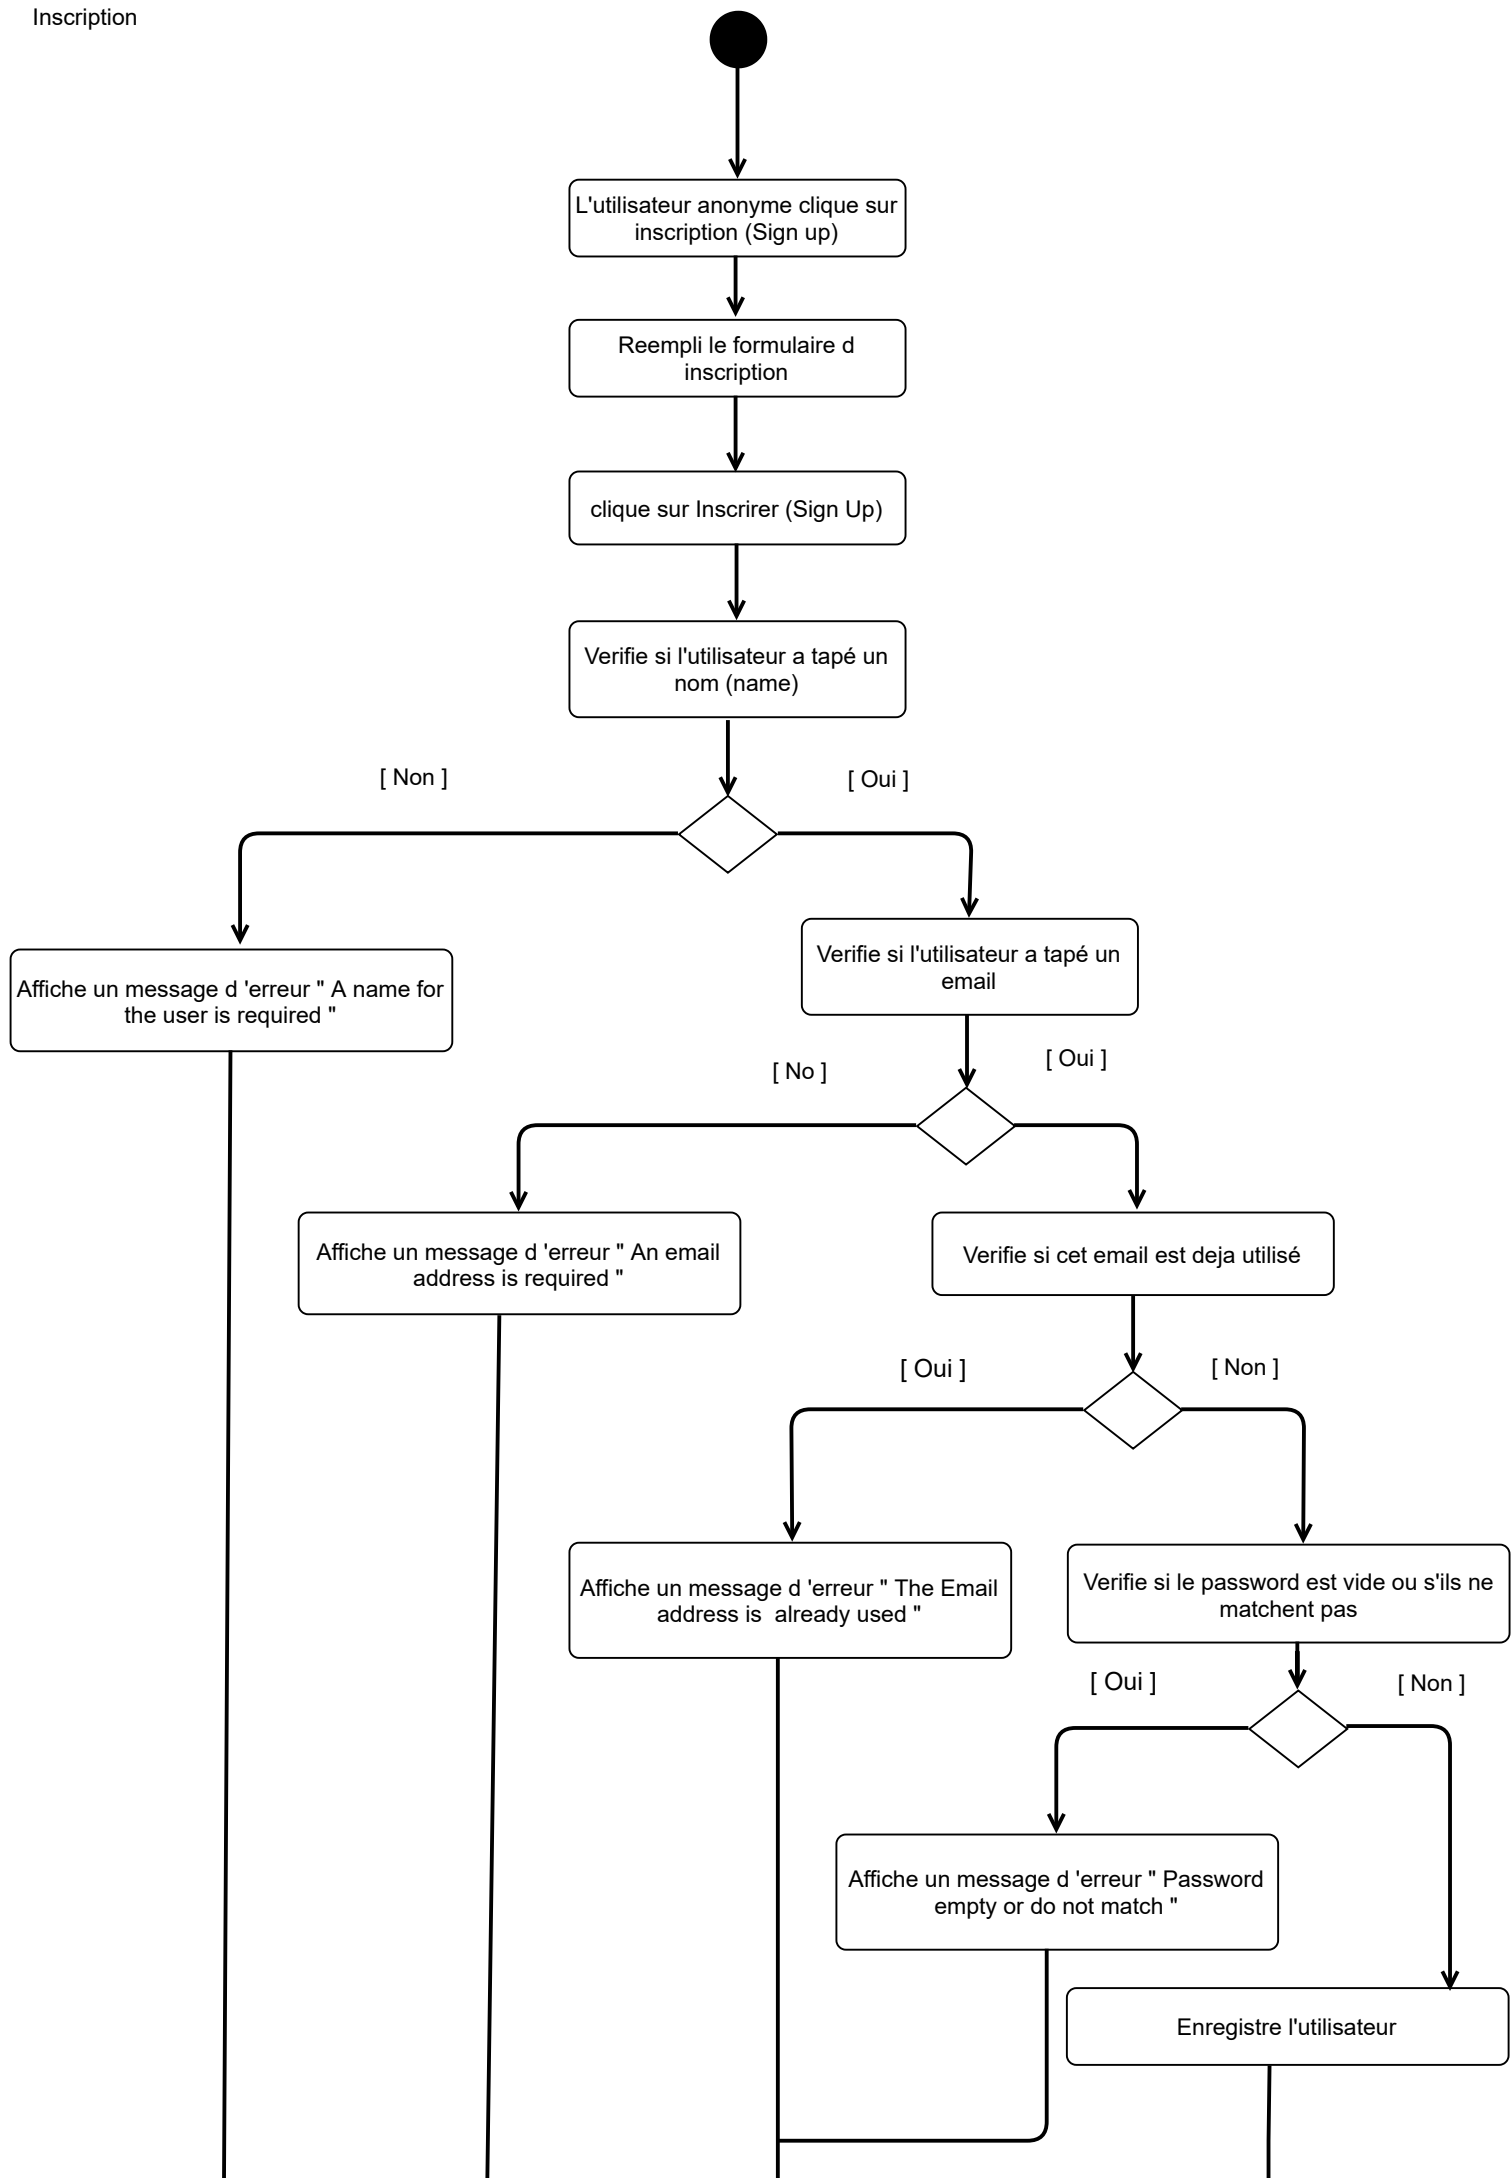 Inscription
L'utilisateur anonyme clique sur
inscription (Sign up)
Reempli le formulaire d
inscription
clique sur Inscrirer (Sign Up)
Verifie si l'utilisateur a tapé un
nom (name)
[ Non ]
[ Oui ]
Affiche un message d 'erreur " A name for
the user is required "
Verifie si l'utilisateur a tapé un
email
[ No ]
[ Oui ]
Affiche un message d 'erreur " An email
address is required "
Verifie si cet email est deja utilisé
[ Oui ]
[ Non ]
Affiche un message d 'erreur " The Email
address is  already used "
Verifie si le password est vide ou s'ils ne
matchent pas
[ Oui ]
[ Non ]
Affiche un message d 'erreur " Password
empty or do not match "
Enregistre l'utilisateur